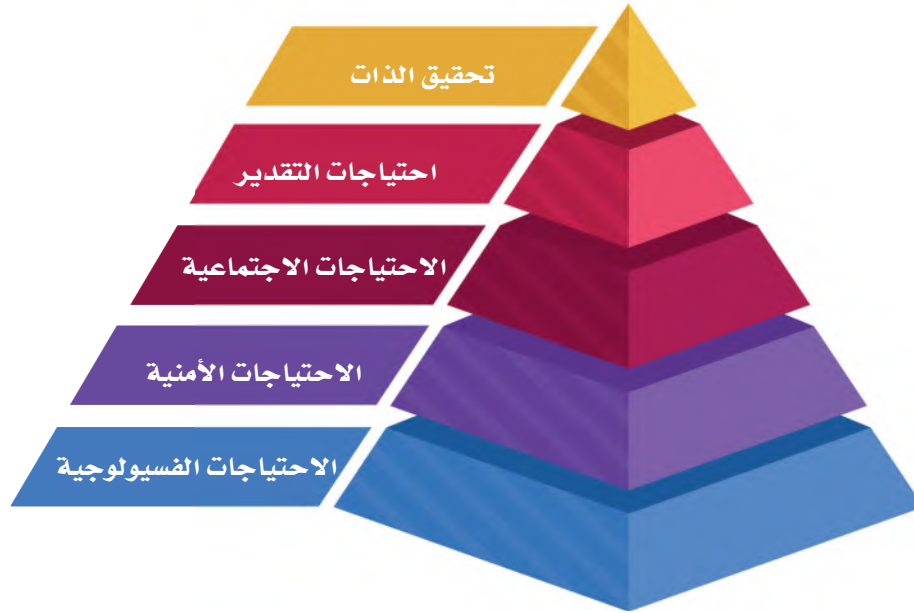 تحقيق الذات
احتياجات التقدير
الاحتياجات الاجتماعية
الاحتياجات الأمنية
الاحتياجات الفسيولوجية